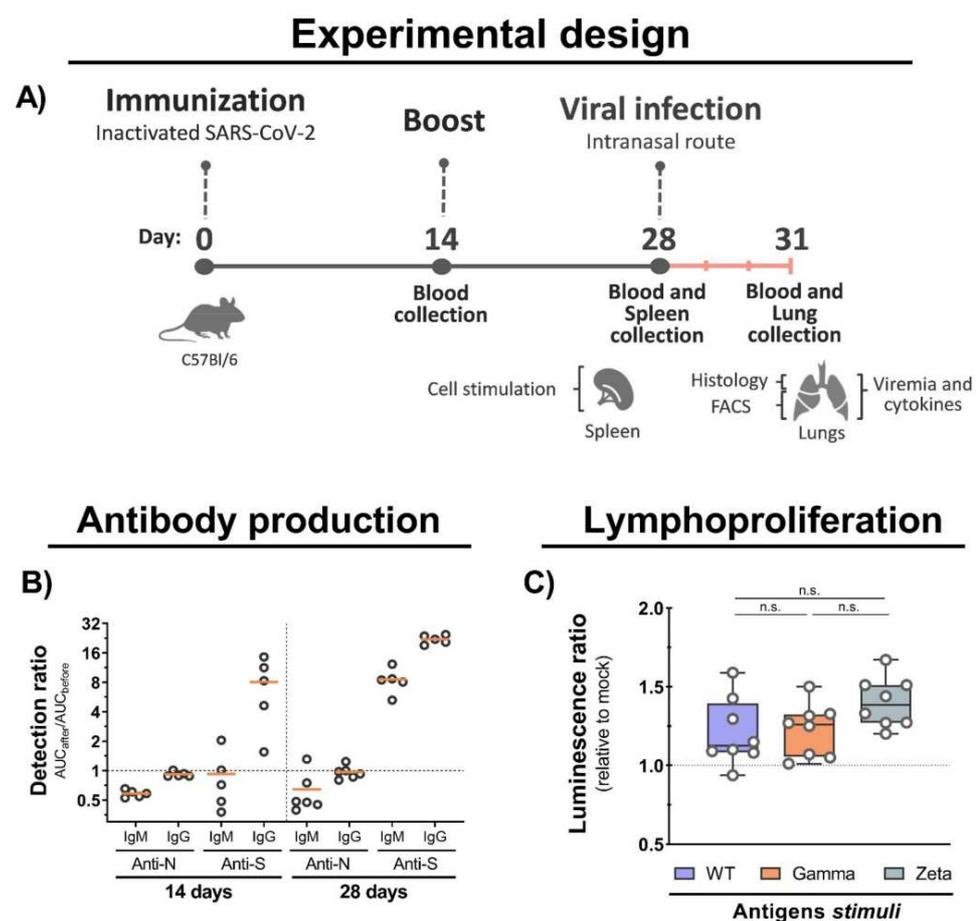 Experimental design
A)
Immunization
Inactivated SARS-CoV-2
Boost
Viral infection
Intranasal route
Day: 0 14 28 31
C57Bl/6
Blood
collection
Blood and
Spleen
collection
Blood and
Lung
collection
Cell stimulation
Spleen
Histology
FACS
Lungs
Viremia and
cytokines
Antibody production
B)
Detection ratio
AUCafter/AUCbefore
32
16
8
4
2
1
0.5
IgM IgG IgM IgG IgM IgG IgM IgG
Anti-N Anti-S Anti-N Anti-S
14 days 28 days
Lymphoproliferation
C)
Luminescence ratio
(relative to mock)
n.s.
n.s. n.s.
2.0
1.5
1.0
0.5
WT Gamma Zeta
Antigens stimuli